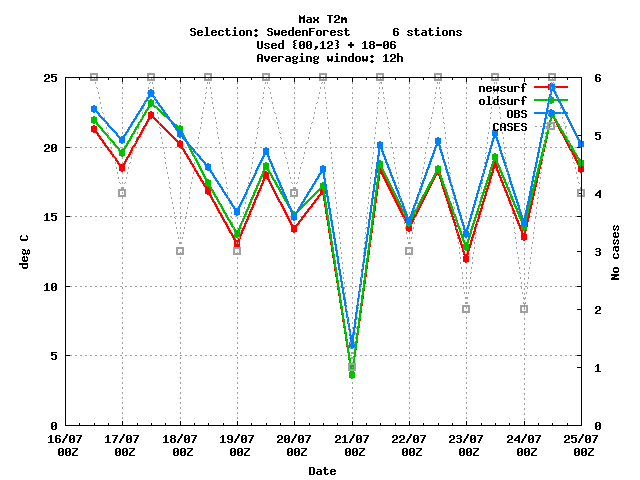 Max T2m
Selection: SwedenForest 6 stations
Used {00,12} + 18-06
Averaging window: 12h
25
20
15
10
5
0
deg C
6
5
4
3
2
1
0
No cases
newsurf
oldsurf
OBS
CASES
16/07 17/07 18/07 19/07 20/07 21/07 22/07 23/07 24/07 25/07
00Z 00Z 00Z 00Z 00Z 00Z 00Z 00Z 00Z 00Z
Date